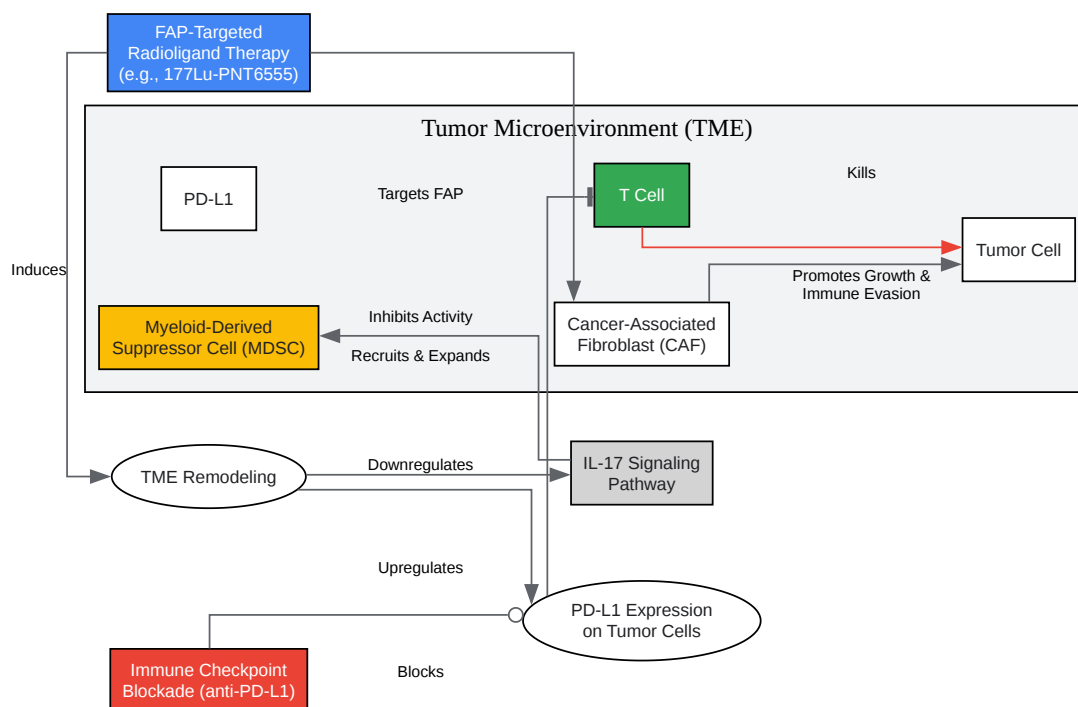 FAP-Targeted
Radioligand Therapy
(e.g., 177Lu-PNT6555)
Tumor Microenvironment (TME)
PD-L1
Targets FAP
T Cell
Kills
Tumor Cell
Induces
Promotes Growth &
Immune Evasion
Myeloid-Derived
Suppressor Cell (MDSC)
Inhibits Activity
Recruits & Expands
Cancer-Associated
Fibroblast (CAF)
TME Remodeling
Downregulates
IL-17 Signaling
Pathway
Upregulates
PD-L1 Expression
on Tumor Cells
Immune Checkpoint
Blockade (anti-PD-L1)
Blocks